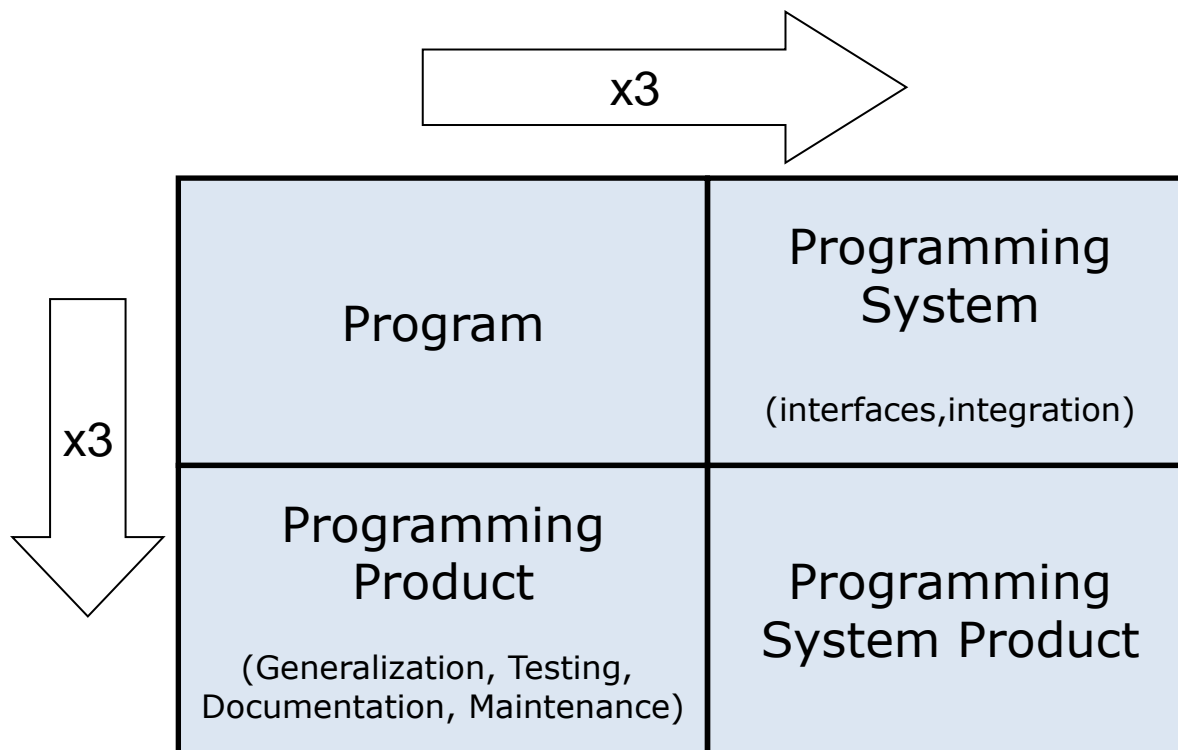 x3
Program
Programming
System
(interfaces,integration)
x3
Programming
Product
(Generalization, Testing,
Documentation, Maintenance)
Programming
System Product